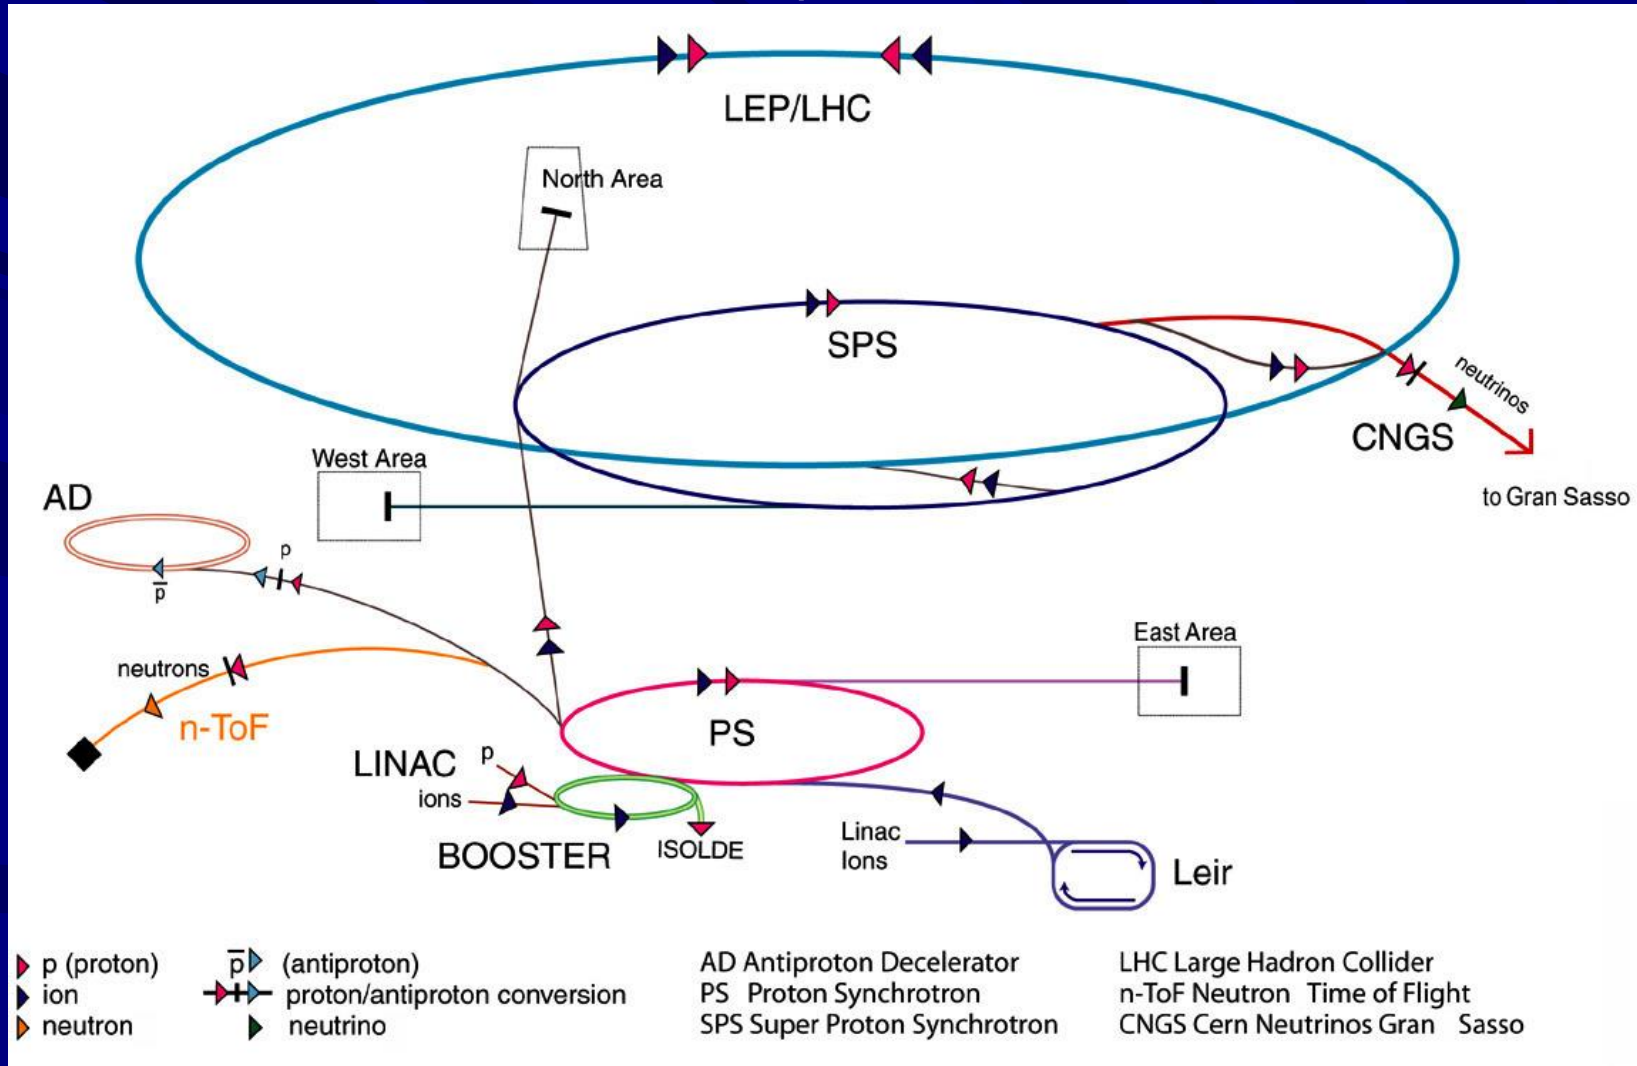 LEP/LHC
North Area
SPS
neutrinos
CNGS
West Area
to Gran Sasso
AD
p
p̅
East Area
neutrons
n-ToF
PS
LINAC
p
ions
BOOSTER
ISOLDE
Linac
Ions
Leir
p (proton)
ion
neutron
p̅ (antiproton)
proton/antiproton conversion
neutrino
AD Antiproton Decelerator
PS Proton Synchrotron
SPS Super Proton Synchrotron
LHC Large Hadron Collider
n-ToF Neutron Time of Flight
CNGS Cern Neutrinos Gran Sasso